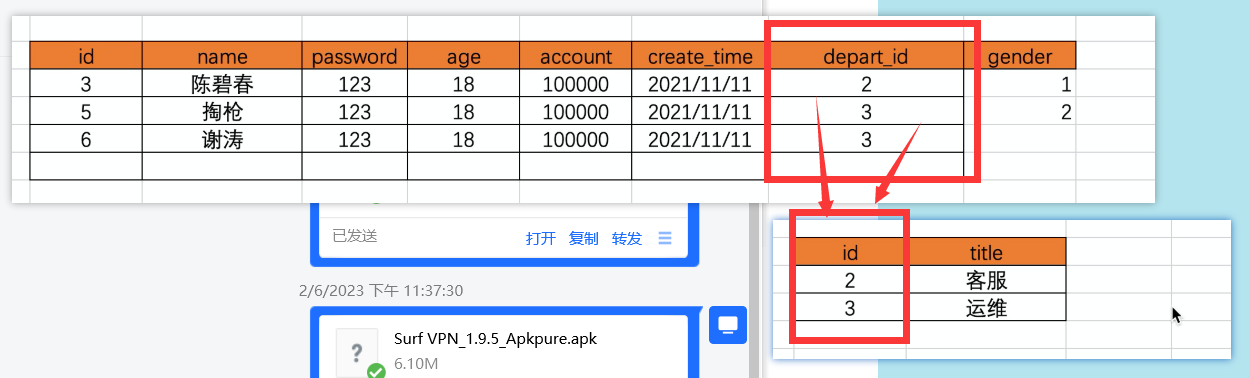 id name password age account create_time depart_id gender
3 陈碧春 123 18 100000 2021/11/11 2 1
5 掏枪 123 18 100000 2021/11/11 3 2
6 谢涛 123 18 100000 2021/11/11 3
已发送 打开 复制 转发
id title
2 客服
3 运维
2/6/2023 下午 11:37:30
Surf VPN_1.9.5_Apkpure.apk
6.10M